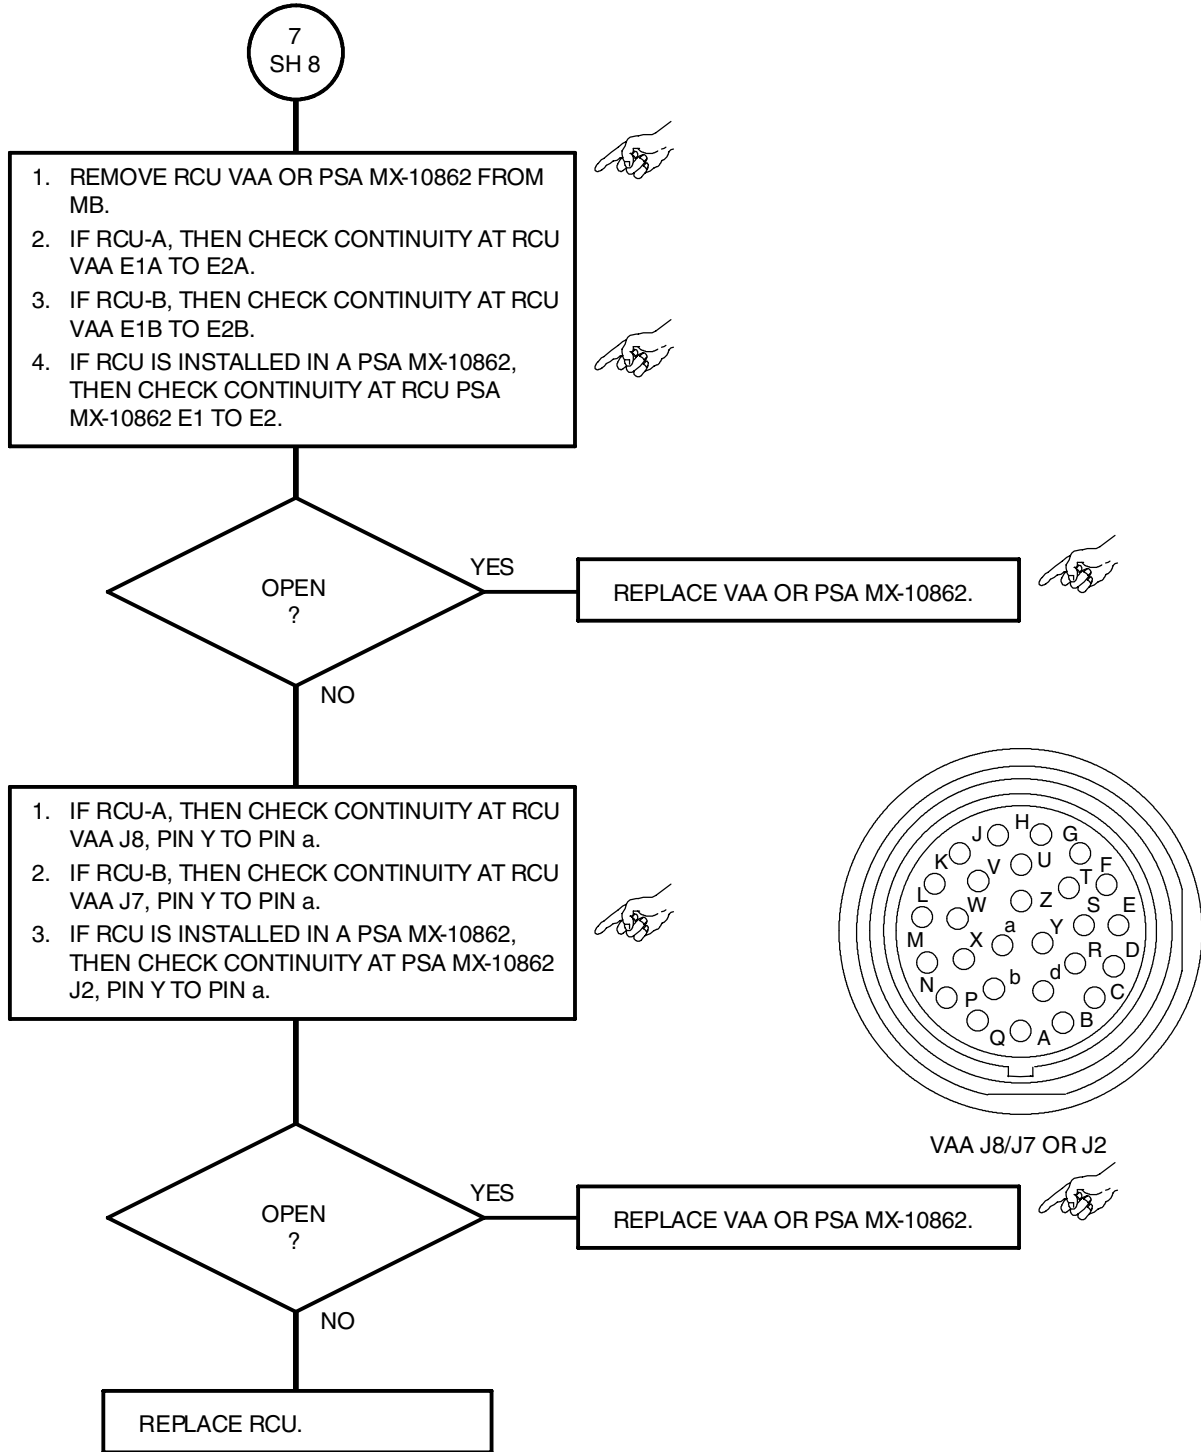 7
SH 8
1. REMOVE RCU VAA OR PSA MX-10862 FROM
MB.
2. IF RCU-A, THEN CHECK CONTINUITY AT RCU
VAA E1A TO E2A.
3. IF RCU-B, THEN CHECK CONTINUITY AT RCU
VAA E1B TO E2B.
4. IF RCU IS INSTALLED IN A PSA MX-10862,
THEN CHECK CONTINUITY AT RCU PSA
MX-10862 E1 TO E2.
OPEN
?
YES
REPLACE VAA OR PSA MX-10862.
NO
1. IF RCU-A, THEN CHECK CONTINUITY AT RCU
VAA J8, PIN Y TO PIN a.
2. IF RCU-B, THEN CHECK CONTINUITY AT RCU
VAA J7, PIN Y TO PIN a.
3. IF RCU IS INSTALLED IN A PSA MX-10862,
THEN CHECK CONTINUITY AT PSA MX-10862
J2, PIN Y TO PIN a.
J H G
K V U F
L T
W Z S E
M X a Y R D
N b d C
P
Q A B
VAA J8/J7 OR J2
OPEN
?
YES
REPLACE VAA OR PSA MX-10862.
NO
REPLACE RCU.